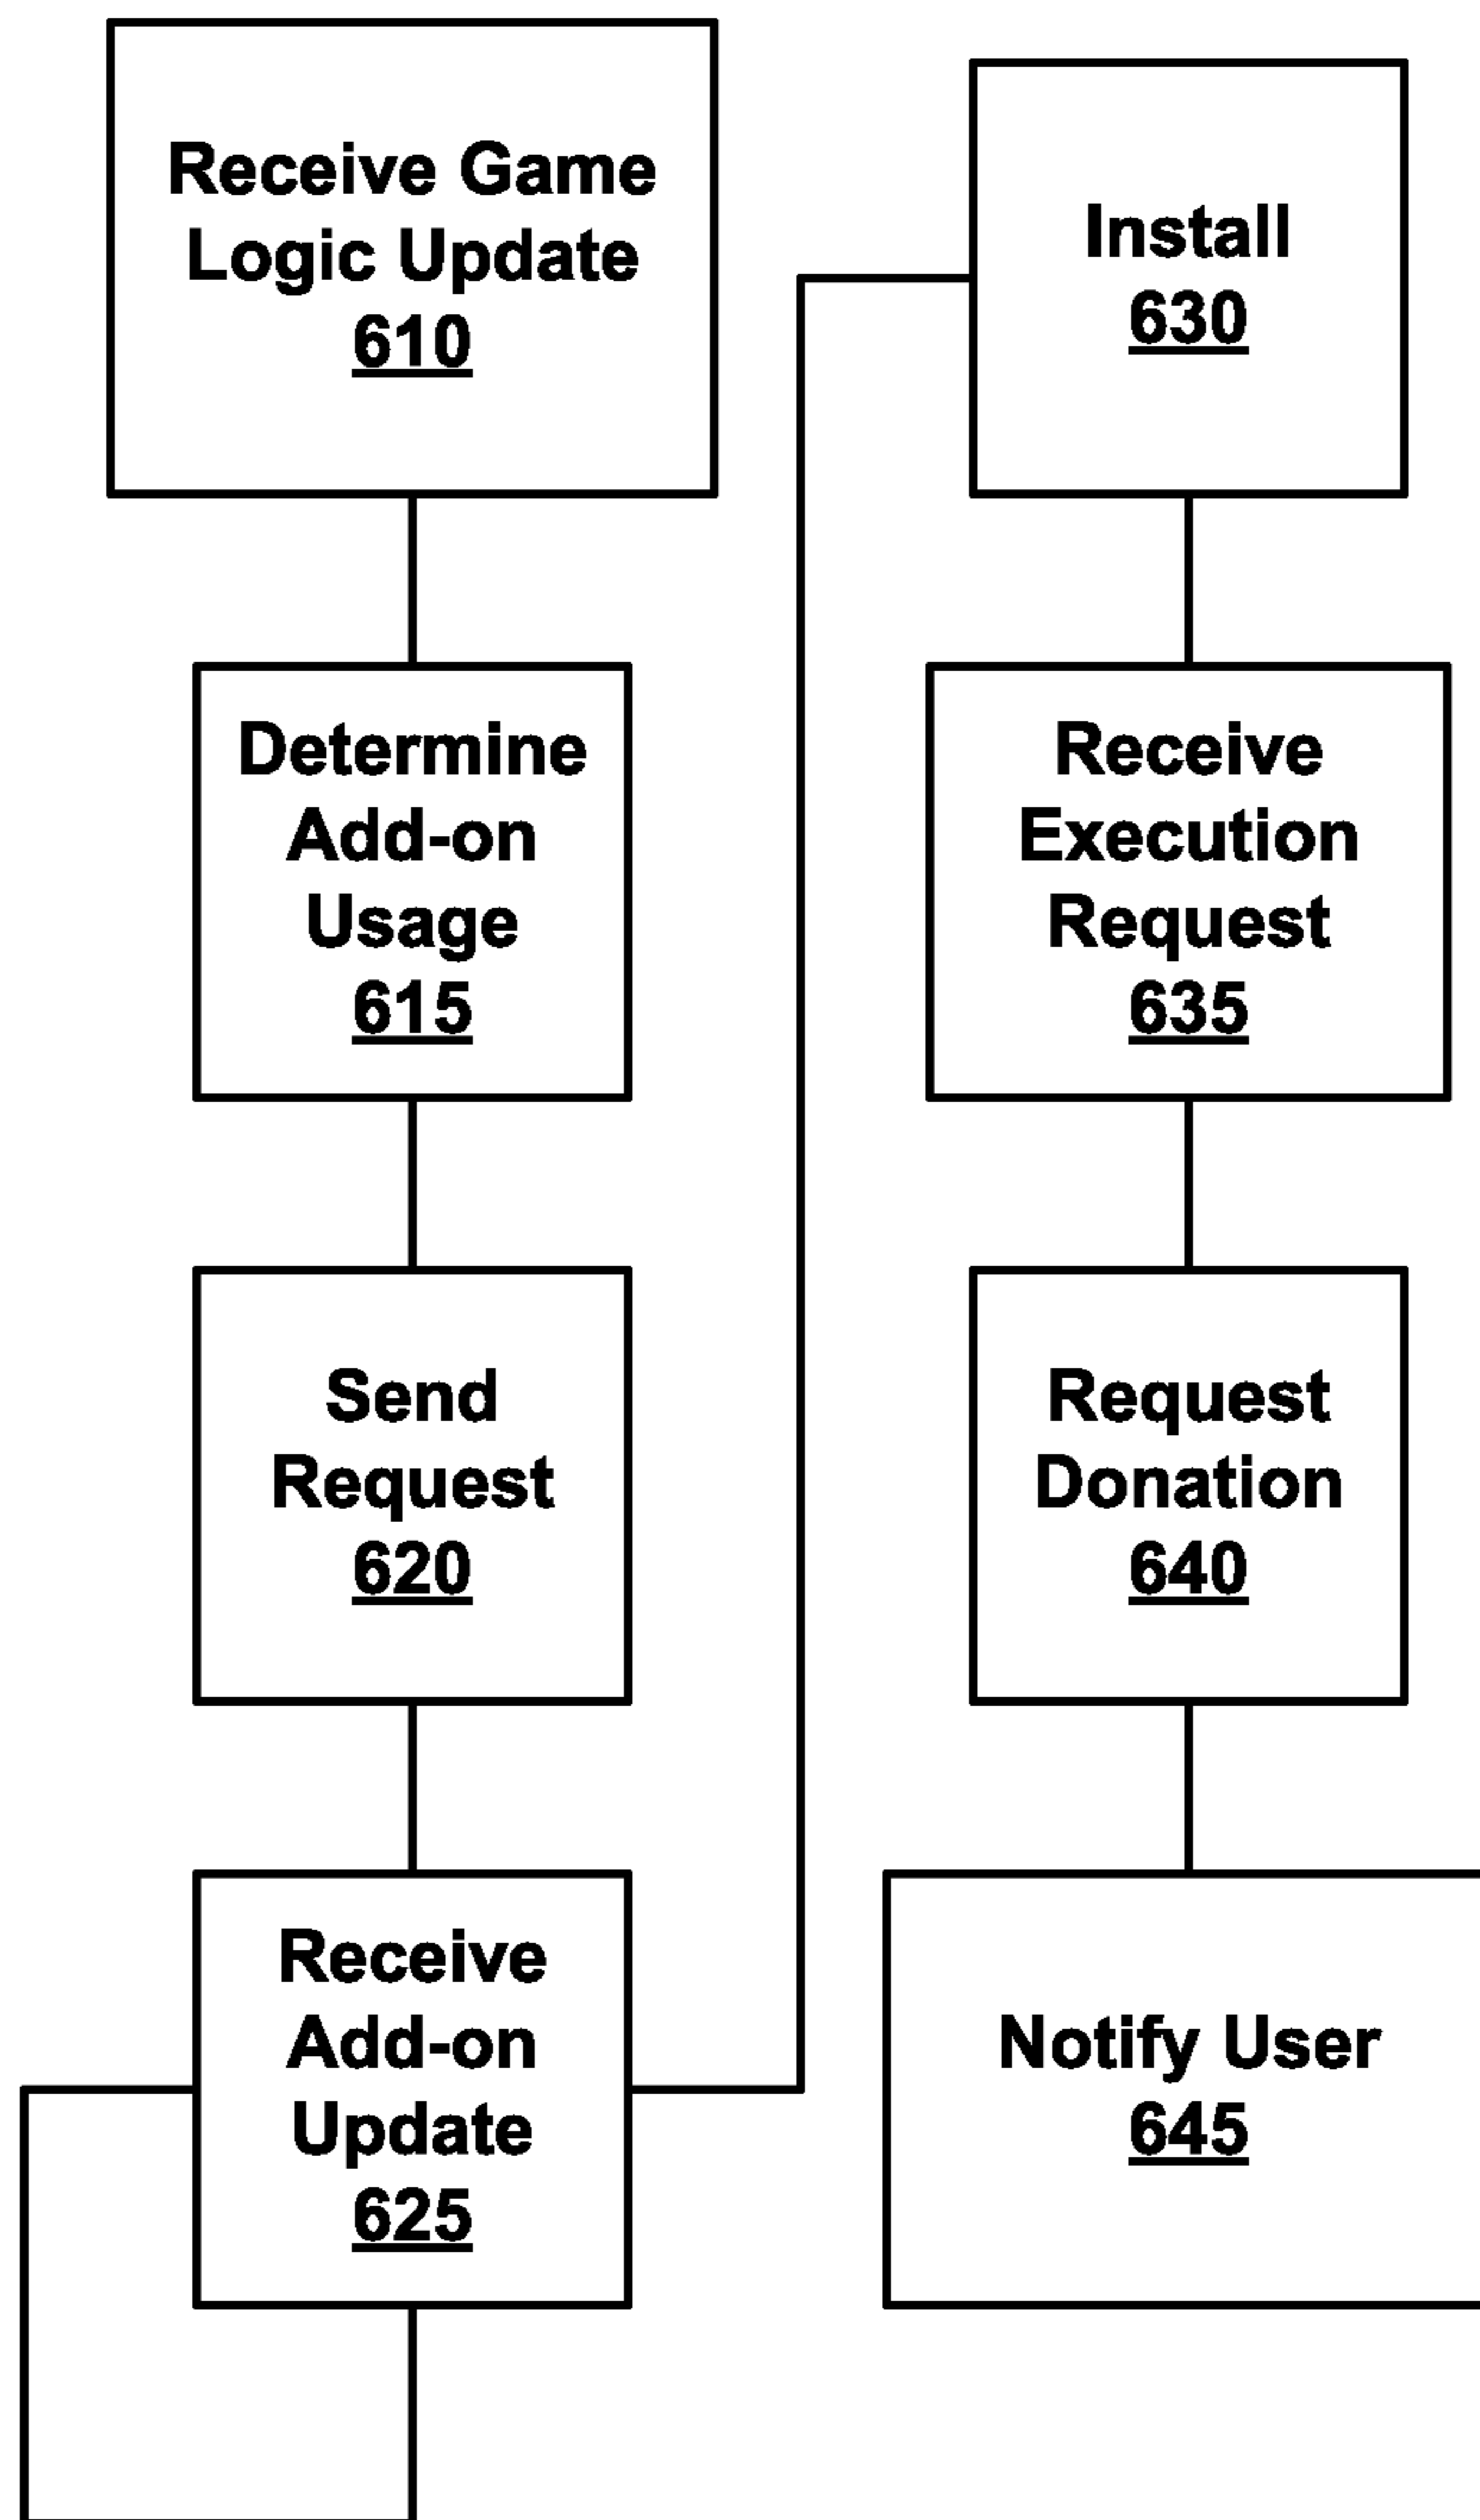 Receive Game
Logic Update
610
Determine
Add-on
Usage
615
Send
Request
620
Receive
Add-on
Update
625
Install
630
Receive
Execution
Request
635
Request
Donation
640
Notify User
645